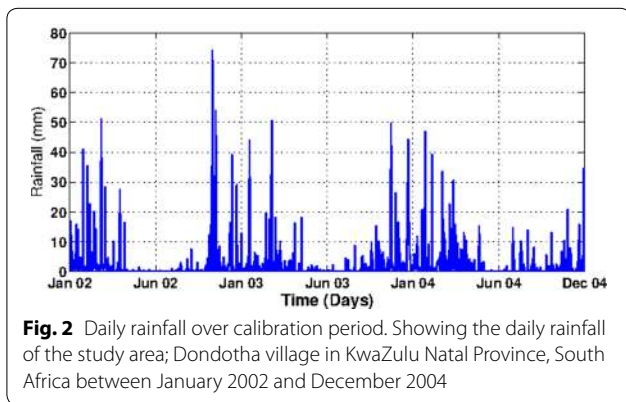 80
70
60
50
40
30
20
10
0
Rainfall (mm)
Jan 02 Jun 02 Jan 03 Jun 03 Jan 04 Jun 04 Dec 04
Time (Days)
Fig. 2 Daily rainfall over calibration period. Showing the daily rainfall
of the study area; Dondotha village in KwaZulu Natal Province, South
Africa between January 2002 and December 2004